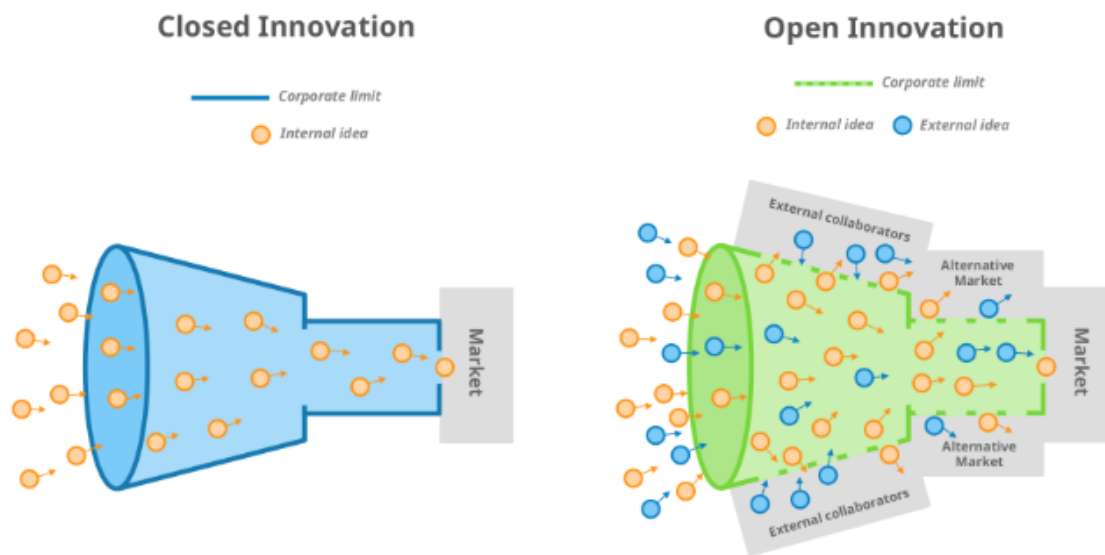 Closed Innovation
Corporate limit
Internal idea
Market
Open Innovation
Corporate limit
Internal idea
External idea
External collaborators
Alternative
Market
Market
Alternative
Market
External collaborators